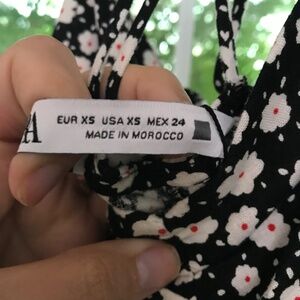 EUR XS USA XS MEX 24
MADE IN MOROCCO